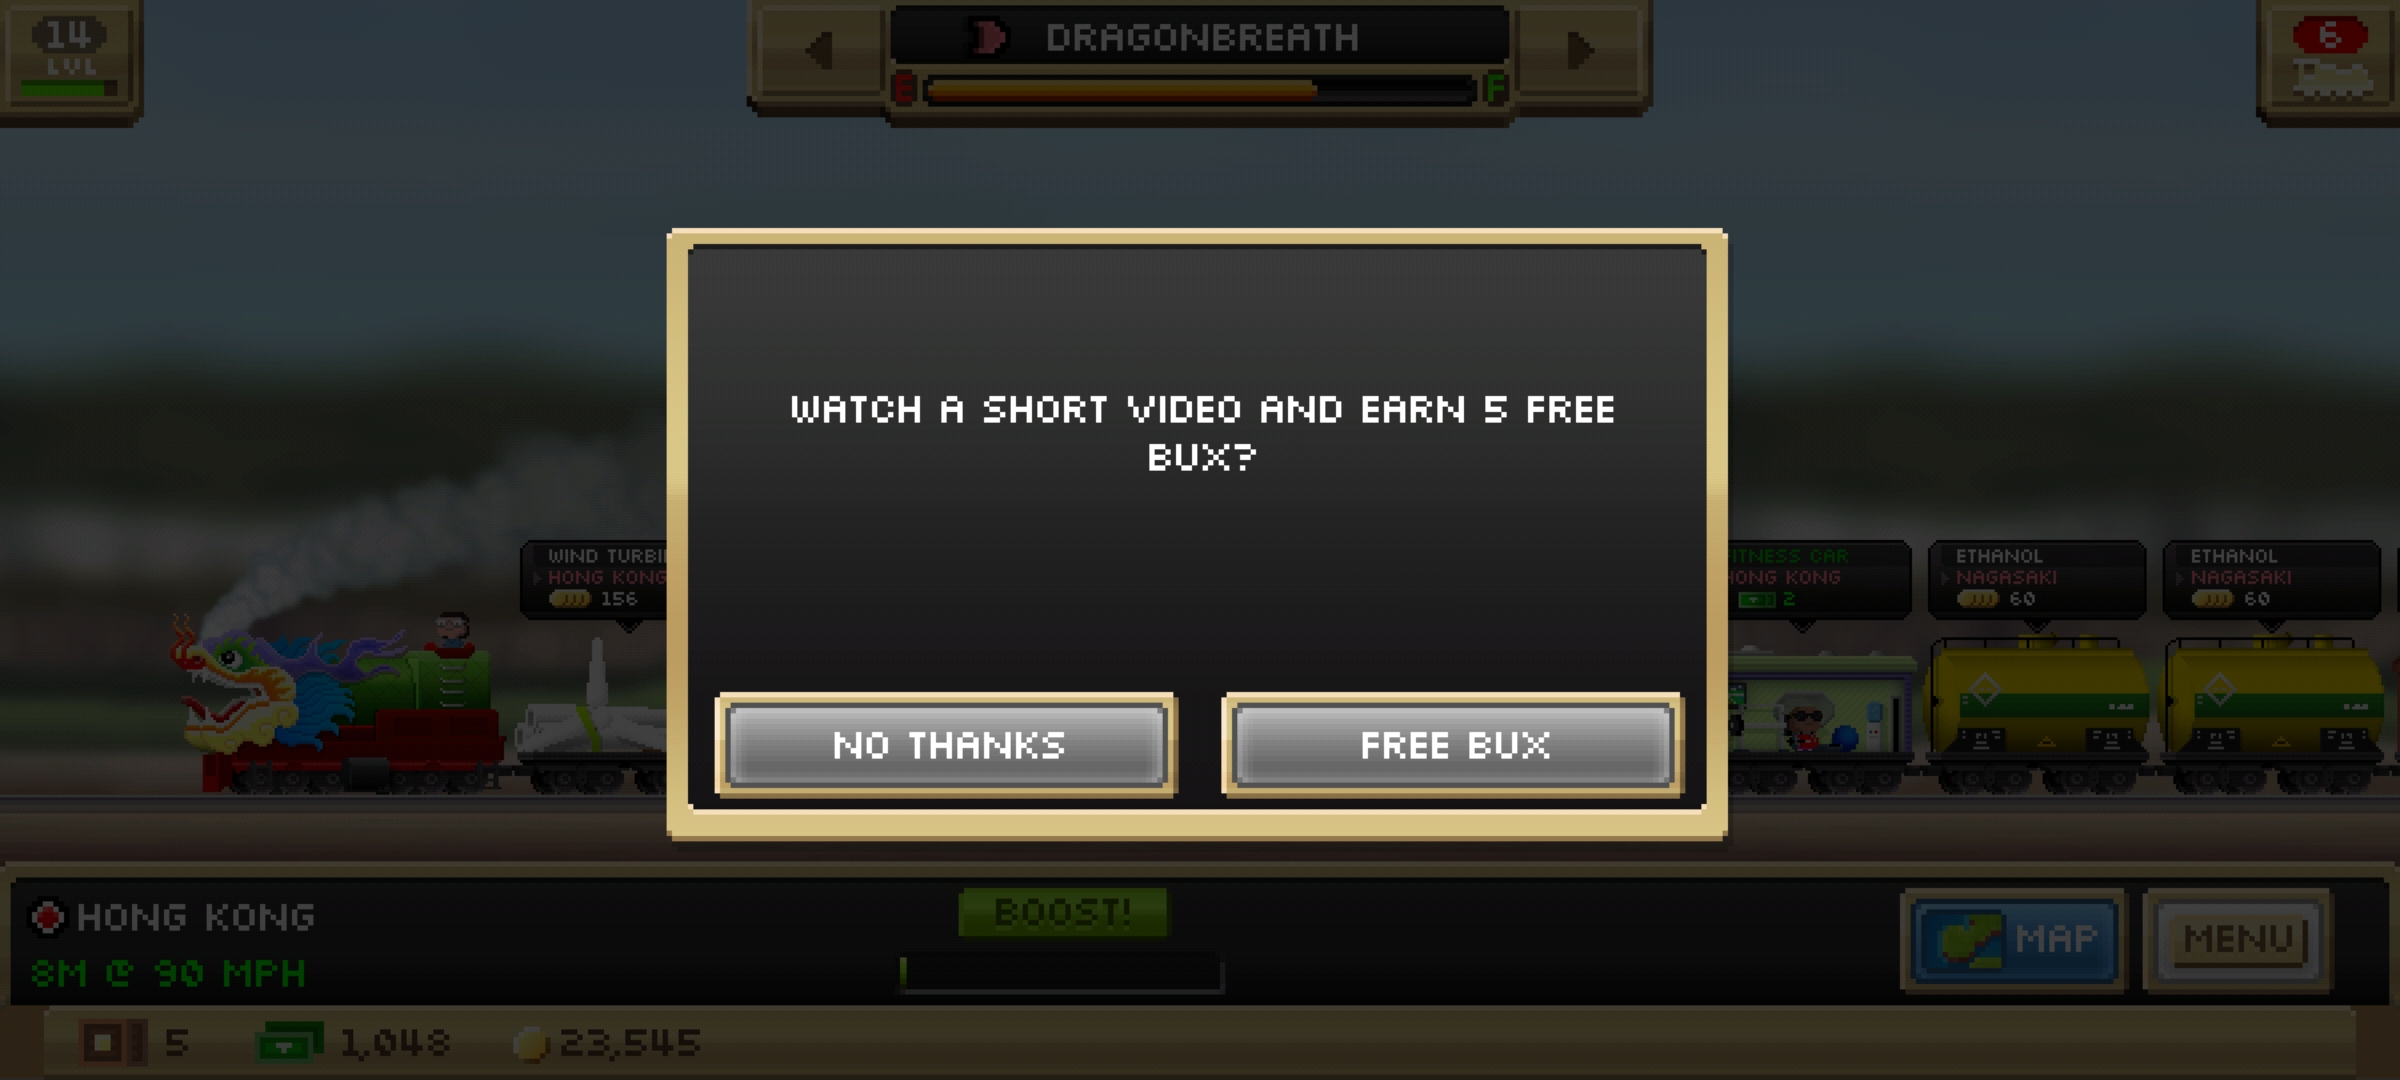 14
LVL
DRAGONBREATH
E
F
6
WATCH A SHORT VIDEO AND EARN 5 FREE
BUX?
NO THANKS
FREE BUX
WIND
HONG KONG
156
CAR
HONG KONG
2
ETHANOL
NAGASAKI
60
ETHANOL
NAGASAKI
60
HONG KONG
8M @ 90 MPH
BOOST!
MAP
MENU
5
1,048
23,545